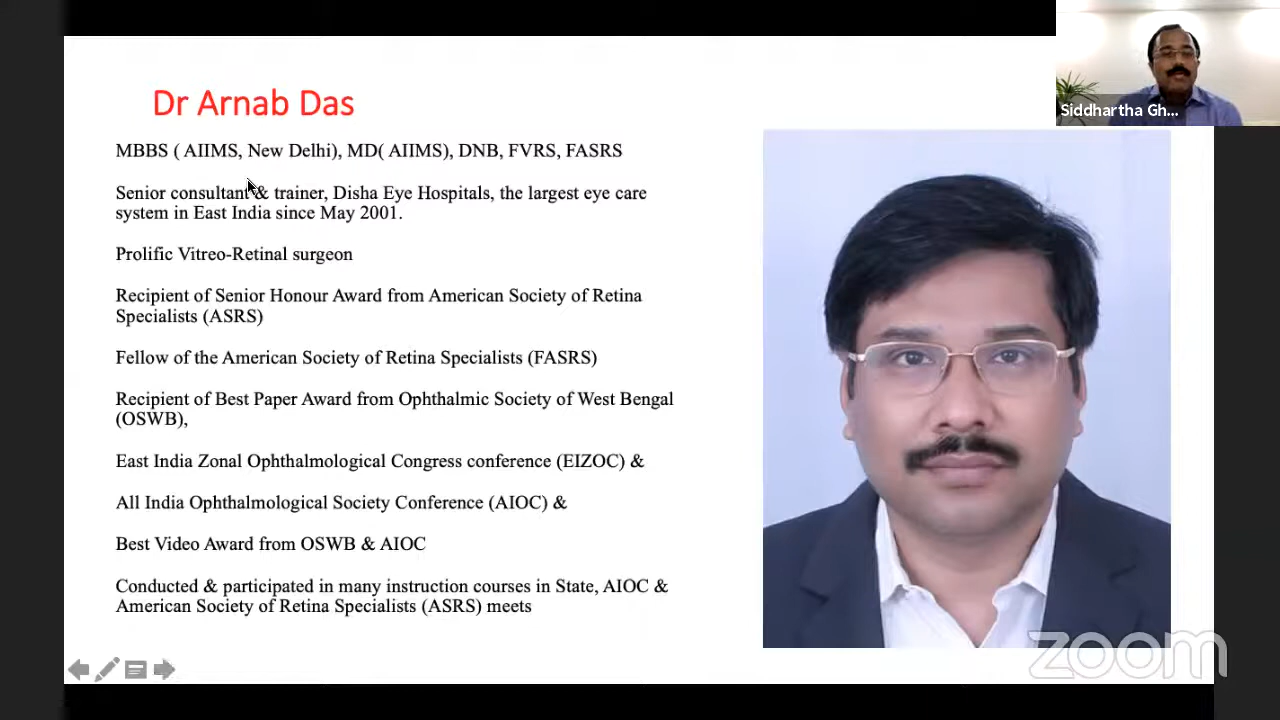 Siddhartha Gh...
Dr Arnab Das
MBBS ( AIIMS, New Delhi), MD( AIIMS), DNB, FVRS, FASRS
Senior consultant & trainer, Disha Eye Hospitals, the largest eye care
system in East India since May 2001.
Prolific Vitreo-Retinal surgeon
Recipient of Senior Honour Award from American Society of Retina
Specialists (ASRS)
Fellow of the American Society of Retina Specialists (FASRS)
Recipient of Best Paper Award from Ophthalmic Society of West Bengal
(OSWB),
East India Zonal Ophthalmological Congress conference (EIZOC) &
All India Ophthalmological Society Conference (AIOC) &
Best Video Award from OSWB & AIOC
Conducted & participated in many instruction courses in State, AIOC &
American Society of Retina Specialists (ASRS) meets
zoom